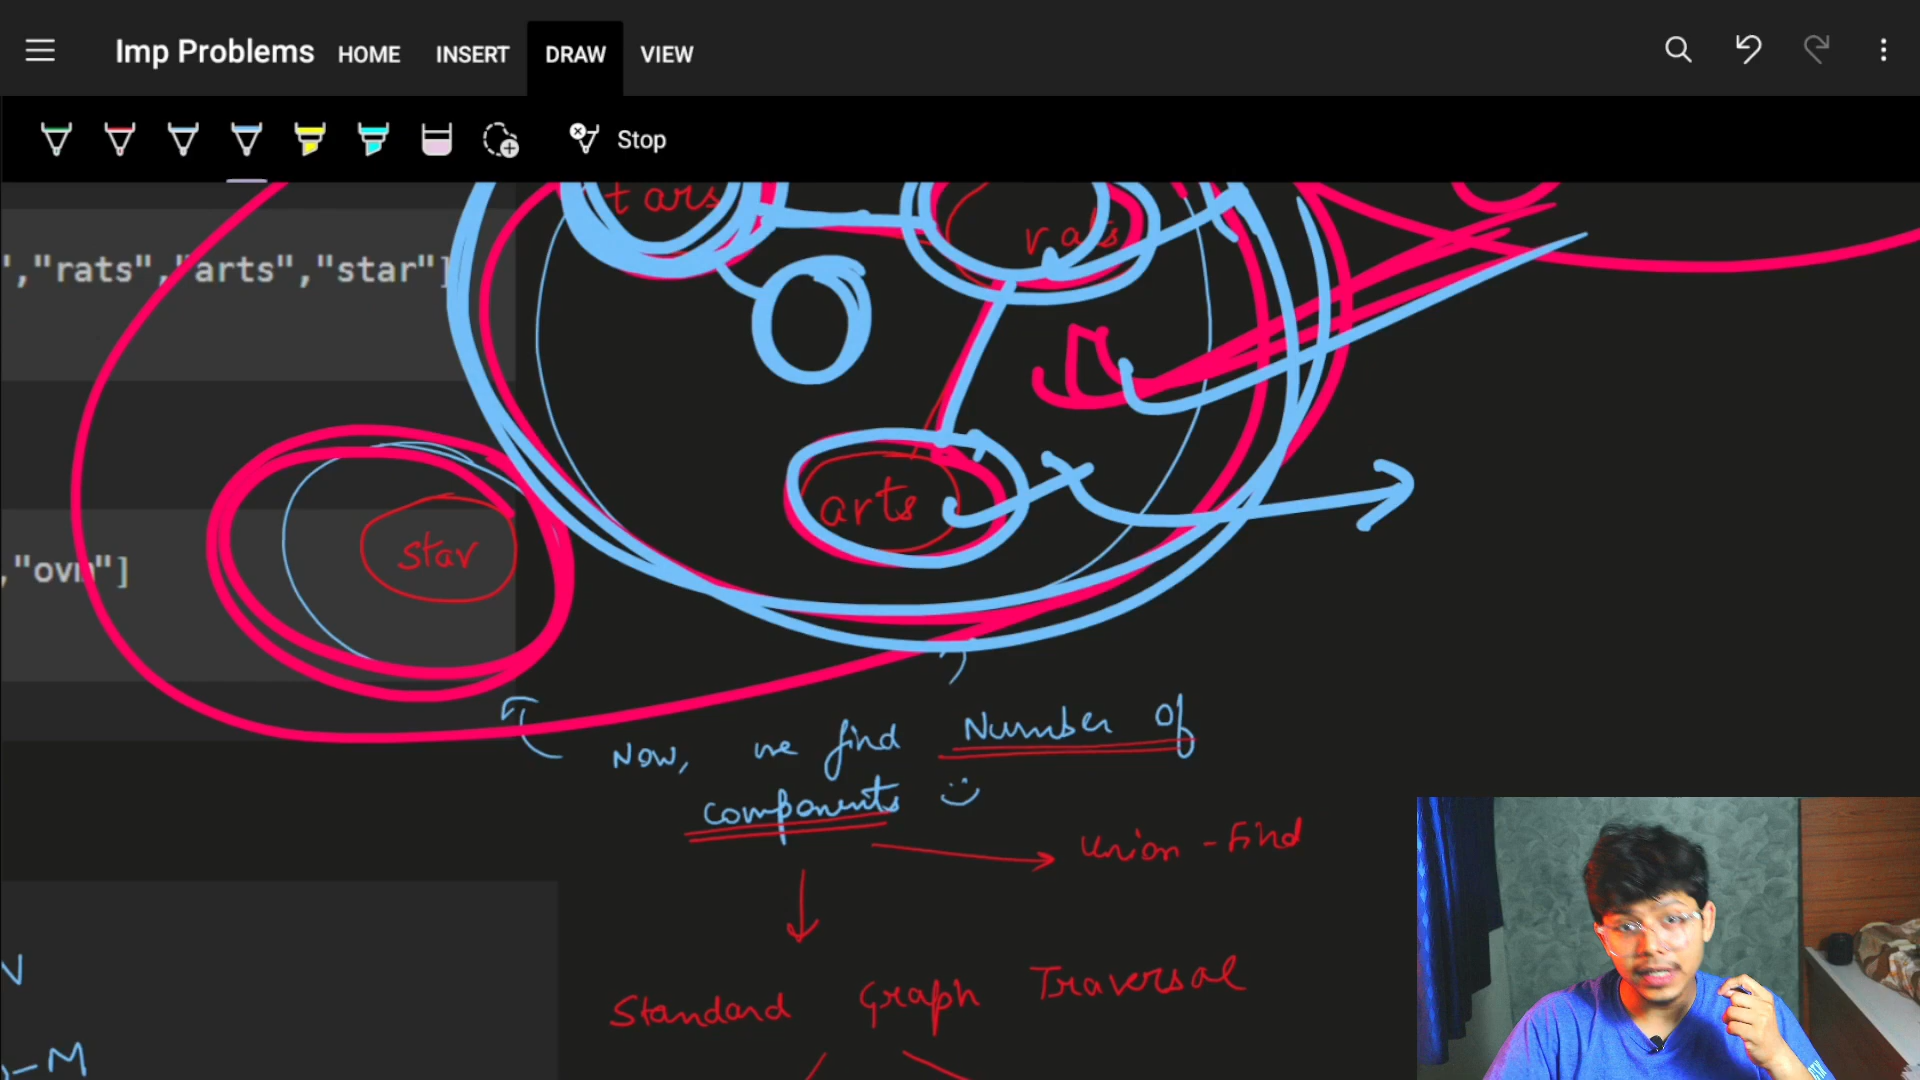 Imp Problems HOME INSERT DRAW VIEW
Stop
tars
rats
","rats","arts","star"]
arts
star
,"ovn"]
Now, we find Number of
components
Union - Find
Standard Graph Traversal
N
-M